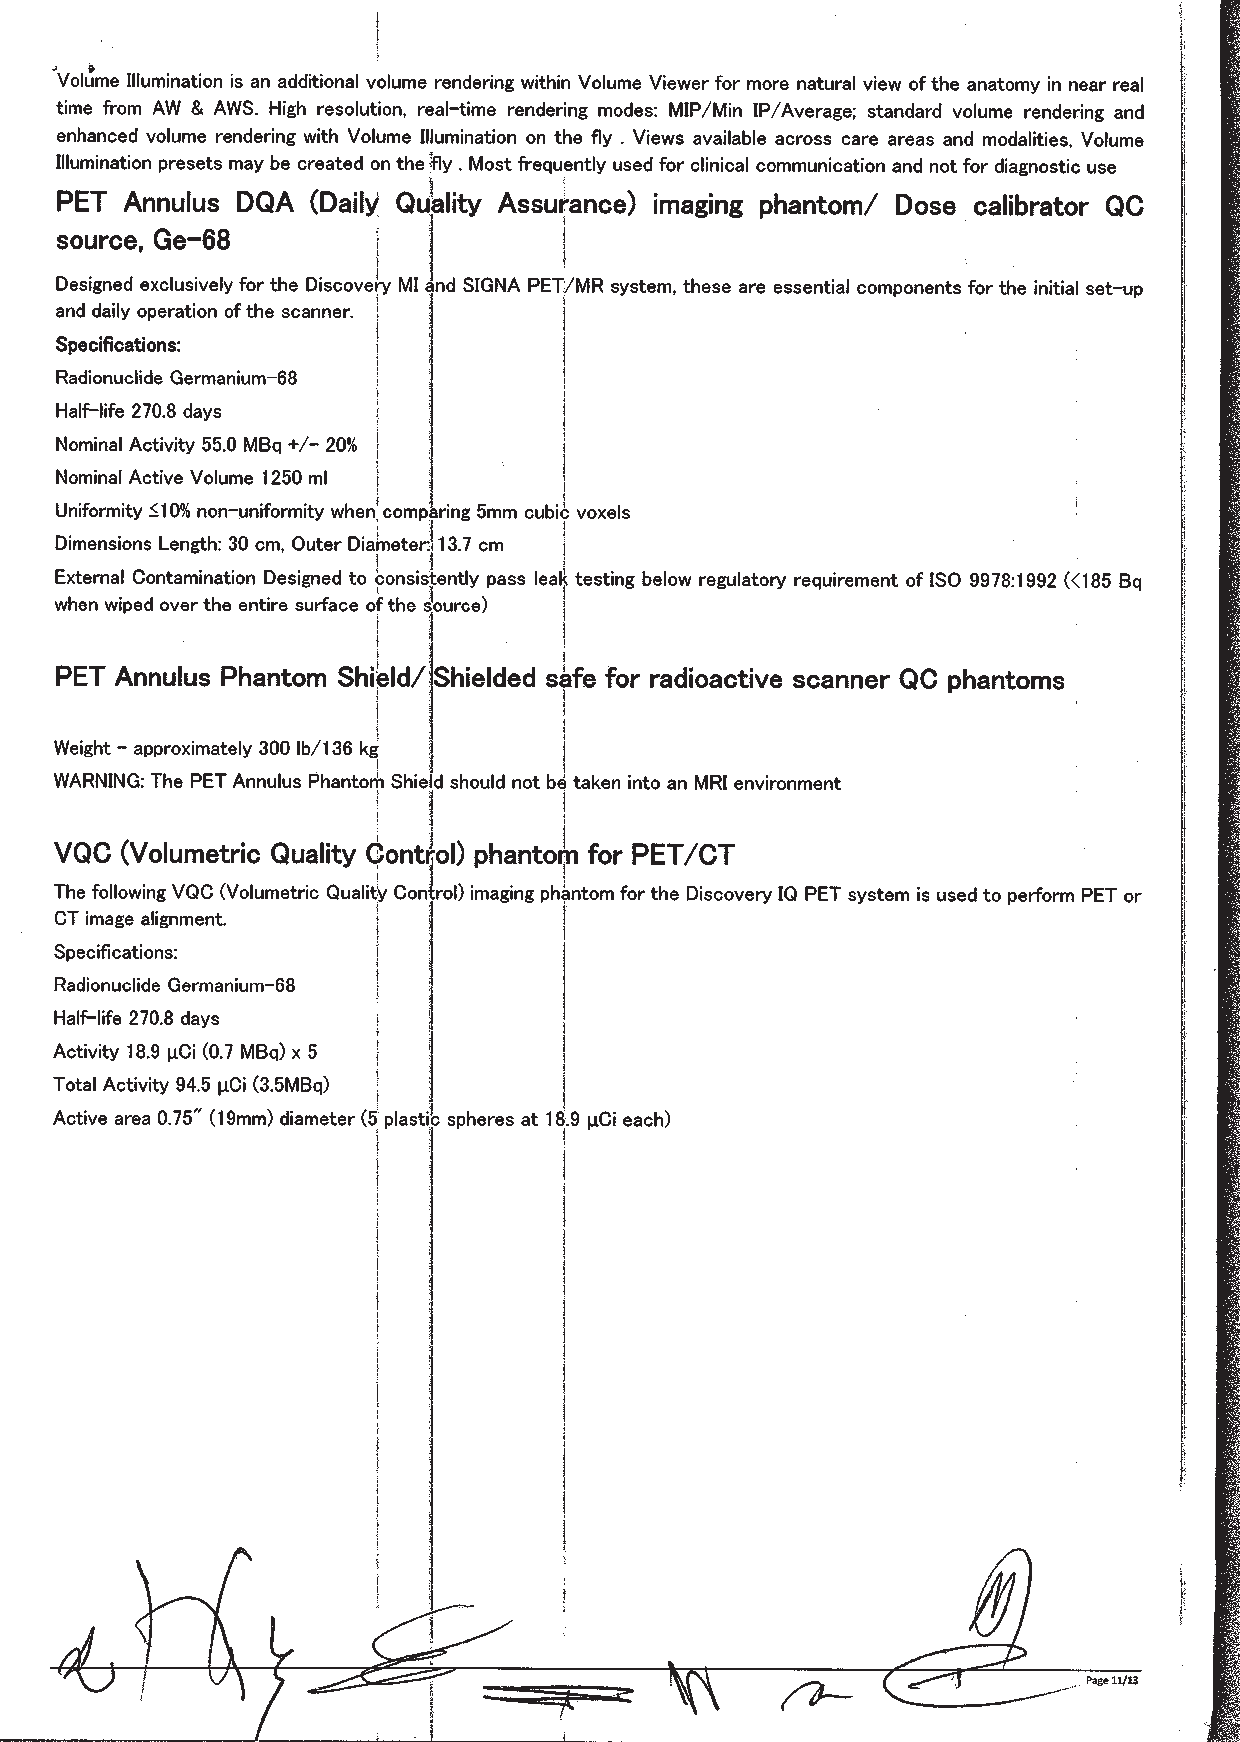 Volume Illumination is an additional volume rendering within Volume Viewer for more natural view of the anatomy in near real
time from AW & AWS. High resolution, real-time rendering modes: MIP/Min IP/Average; standard volume rendering and
enhanced volume rendering with Volume Illumination on the fly . Views available across care areas and modalities, Volume
Illumination presets may be created on the fly . Most frequently used for clinical communication and not for diagnostic use
PET Annulus DQA (Daily Quality Assurance) imaging phantom/ Dose calibrator QC
source, Ge-68
Designed exclusively for the Discovery MI and SIGNA PET/MR system, these are essential components for the initial set-up
and daily operation of the scanner.
Specifications:
Radionuclide Germanium-68
Half-life 270.8 days
Nominal Activity 55.0 MBq +/- 20%
Nominal Active Volume 1250 ml
Uniformity ≤10% non-uniformity when comparing 5mm cubic voxels
Dimensions Length: 30 cm, Outer Diameter: 13.7 cm
External Contamination Designed to consistently pass leak testing below regulatory requirement of ISO 9978:1992 (<185 Bq
when wiped over the entire surface of the source)
PET Annulus Phantom Shield/ Shielded safe for radioactive scanner QC phantoms
Weight - approximately 300 lb/136 kg
WARNING: The PET Annulus Phantom Shield should not be taken into an MRI environment
VQC (Volumetric Quality Control) phantom for PET/CT
The following VQC (Volumetric Quality Control) imaging phantom for the Discovery IQ PET system is used to perform PET or
CT image alignment.
Specifications:
Radionuclide Germanium-68
Half-life 270.8 days
Activity 18.9 µCi (0.7 MBq) x 5
Total Activity 94.5 µCi (3.5MBq)
Active area 0.75″ (19mm) diameter (5 plastic spheres at 18.9 µCi each)
Page 11/13